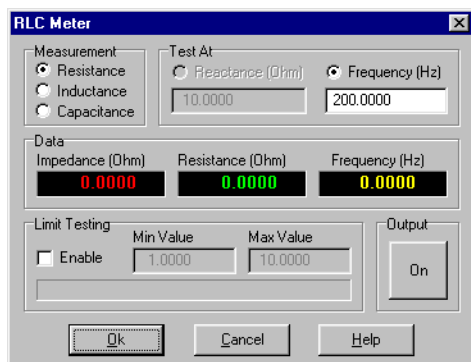 RLC Meter
Measurement
Resistance
Inductance
Capacitance
Test At
Reactance (Ohm)
Frequency (Hz)
10.0000
200.0000
Data
Impedance (Ohm)
Resistance (Ohm)
Frequency (Hz)
0.0000
0.0000
0.0000
Limit Testing
Enable
Min Value
Max Value
1.0000
10.0000
Output
On
Ok
Cancel
Help